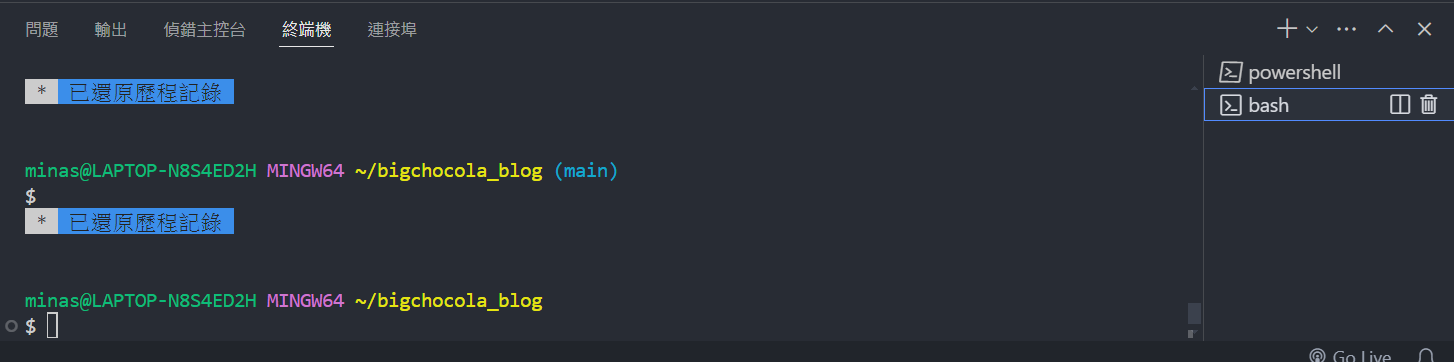 問題 輸出 偵錯主控台 終端機 連接埠
* 已還原歷程記錄
powershell
bash
minas@LAPTOP-N8S4ED2H MINGW64 ~/bigchocola_blog (main)
$
* 已還原歷程記錄
minas@LAPTOP-N8S4ED2H MINGW64 ~/bigchocola_blog
$
Go Live